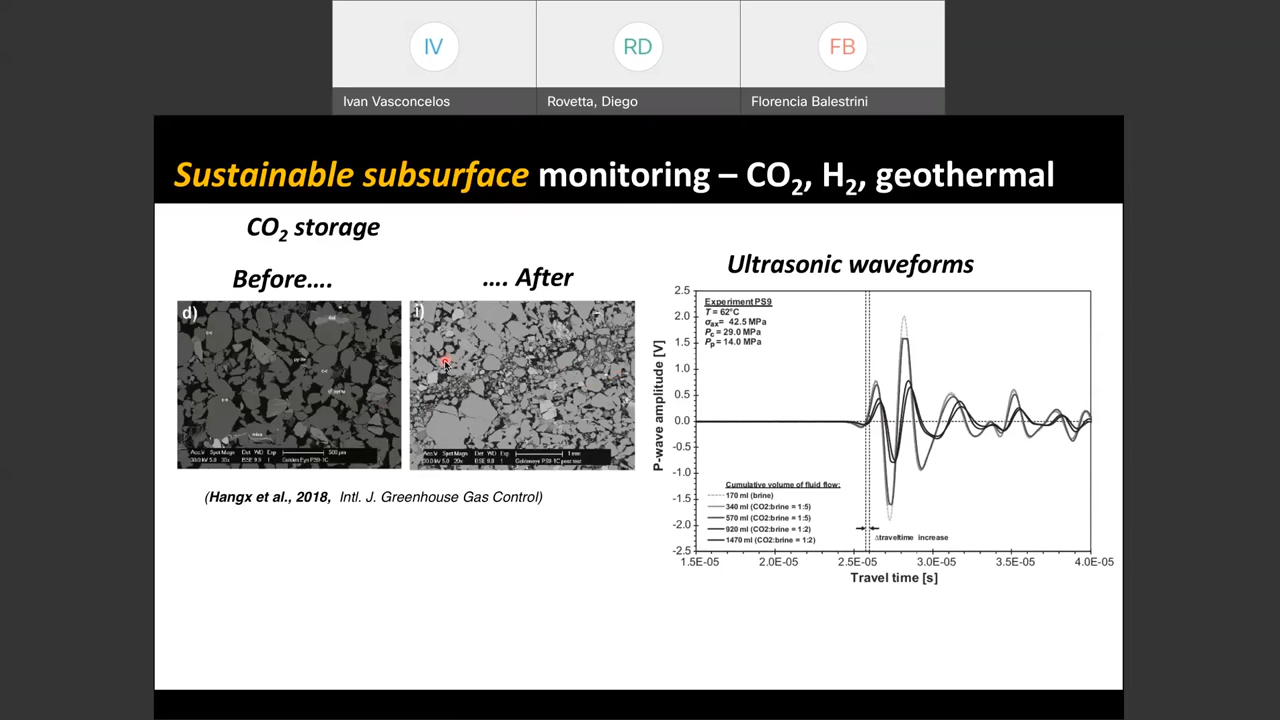 IV
RD
FB
Ivan Vasconcelos
Rovetta, Diego
Florencia Balestrini
Sustainable subsurface monitoring – CO2, H2, geothermal
CO2 storage
Before….
…. After
Ultrasonic waveforms
d)
mica
500 µm
1 mm
(Hangx et al., 2018, Intl. J. Greenhouse Gas Control)
P-wave amplitude [V]
2.5
2.0
1.5
1.0
0.5
0.0
-0.5
-1.0
-1.5
-2.0
-2.5
Experiment PS9
T = 62°C
σax= 42.5 MPa
Pc = 29.0 MPa
Pp = 14.0 MPa
Cumulative volume of fluid flow:
170 ml (brine)
340 ml (CO2:brine = 1:5)
570 ml (CO2:brine = 1:5)
920 ml (CO2:brine = 1:2)
1470 ml (CO2:brine = 1:2)
Δtraveltime increase
1.5E-05 2.0E-05 2.5E-05 3.0E-05 3.5E-05 4.0E-05
Travel time [s]